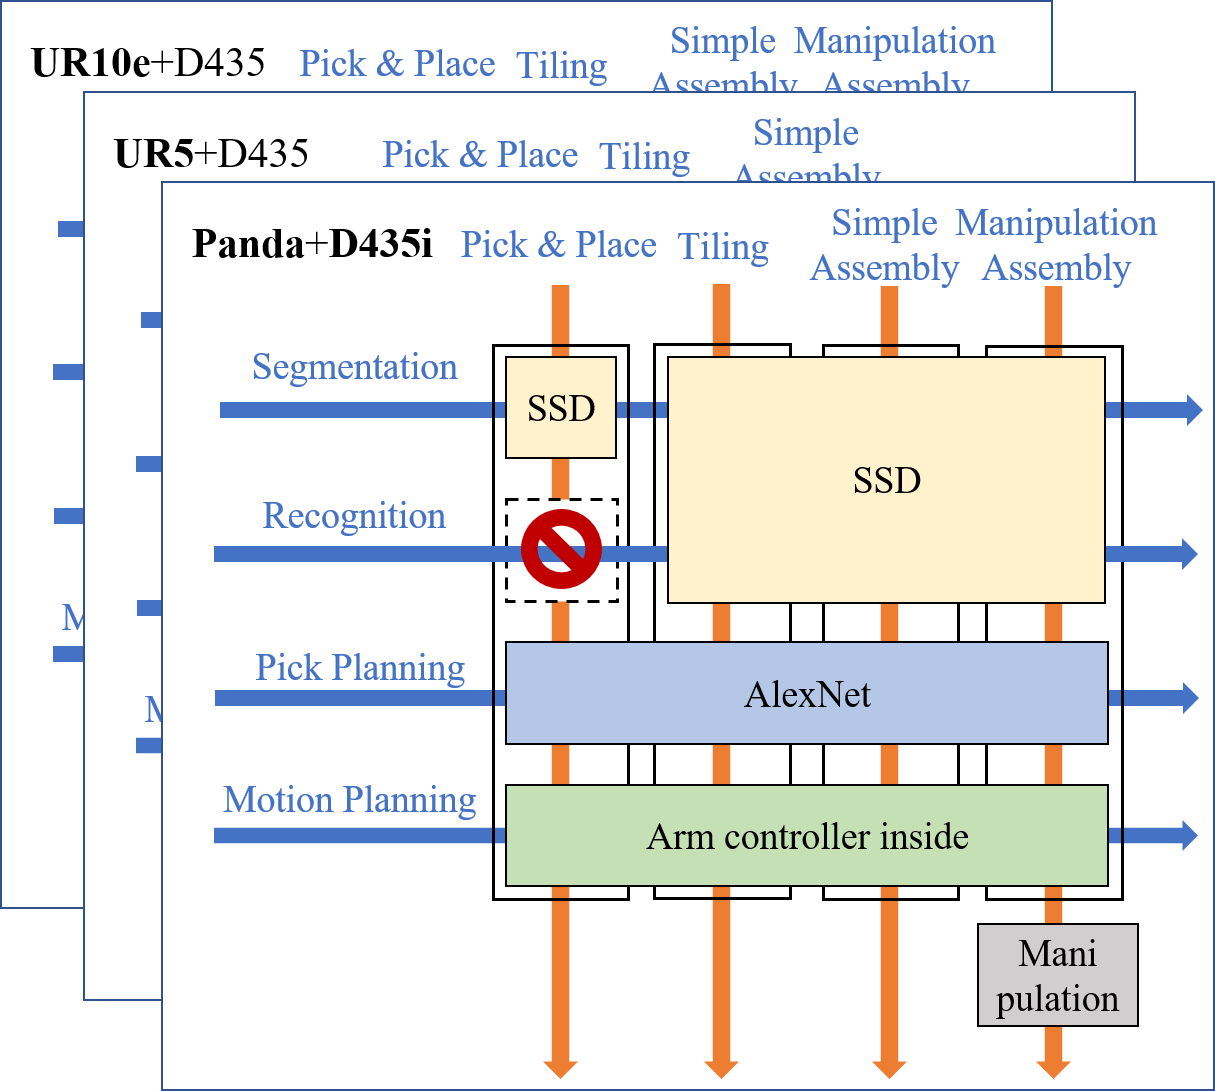 UR10e+D435 Pick & Place Tiling Simple Manipulation
Assembly Assembly
UR5+D435 Pick & Place Tiling Simple
Assembly
Panda+D435i Pick & Place Tiling Simple Manipulation
Assembly Assembly
Segmentation
SSD
SSD
Recognition
Pick Planning
AlexNet
Motion Planning
Arm controller inside
Mani
pulation